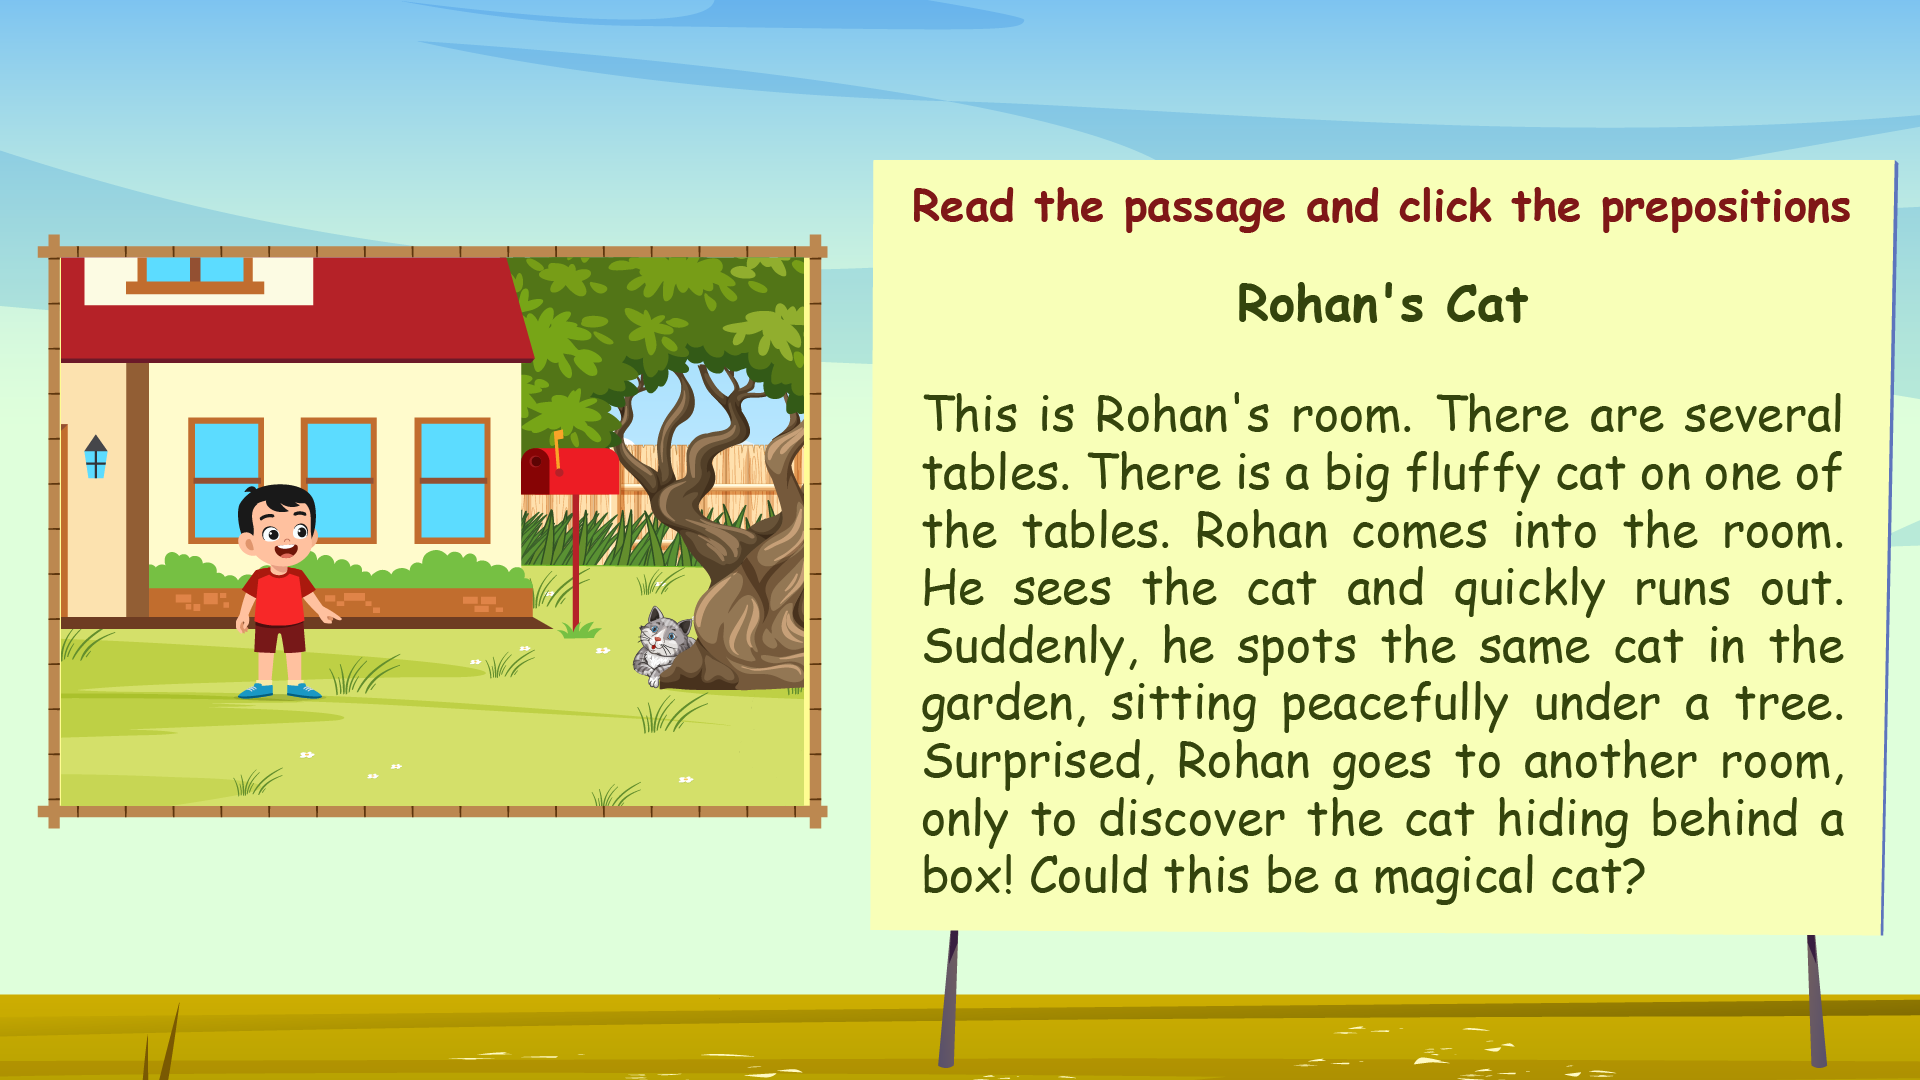 Read the passage and click the prepositions
Rohan's Cat
This is Rohan's room. There are several
tables. There is a big fluffy cat on one of
the tables. Rohan comes into the room.
He sees the cat and quickly runs out.
Suddenly, he spots the same cat in the
garden, sitting peacefully under a tree.
Surprised, Rohan goes to another room,
only to discover the cat hiding behind a
box! Could this be a magical cat?